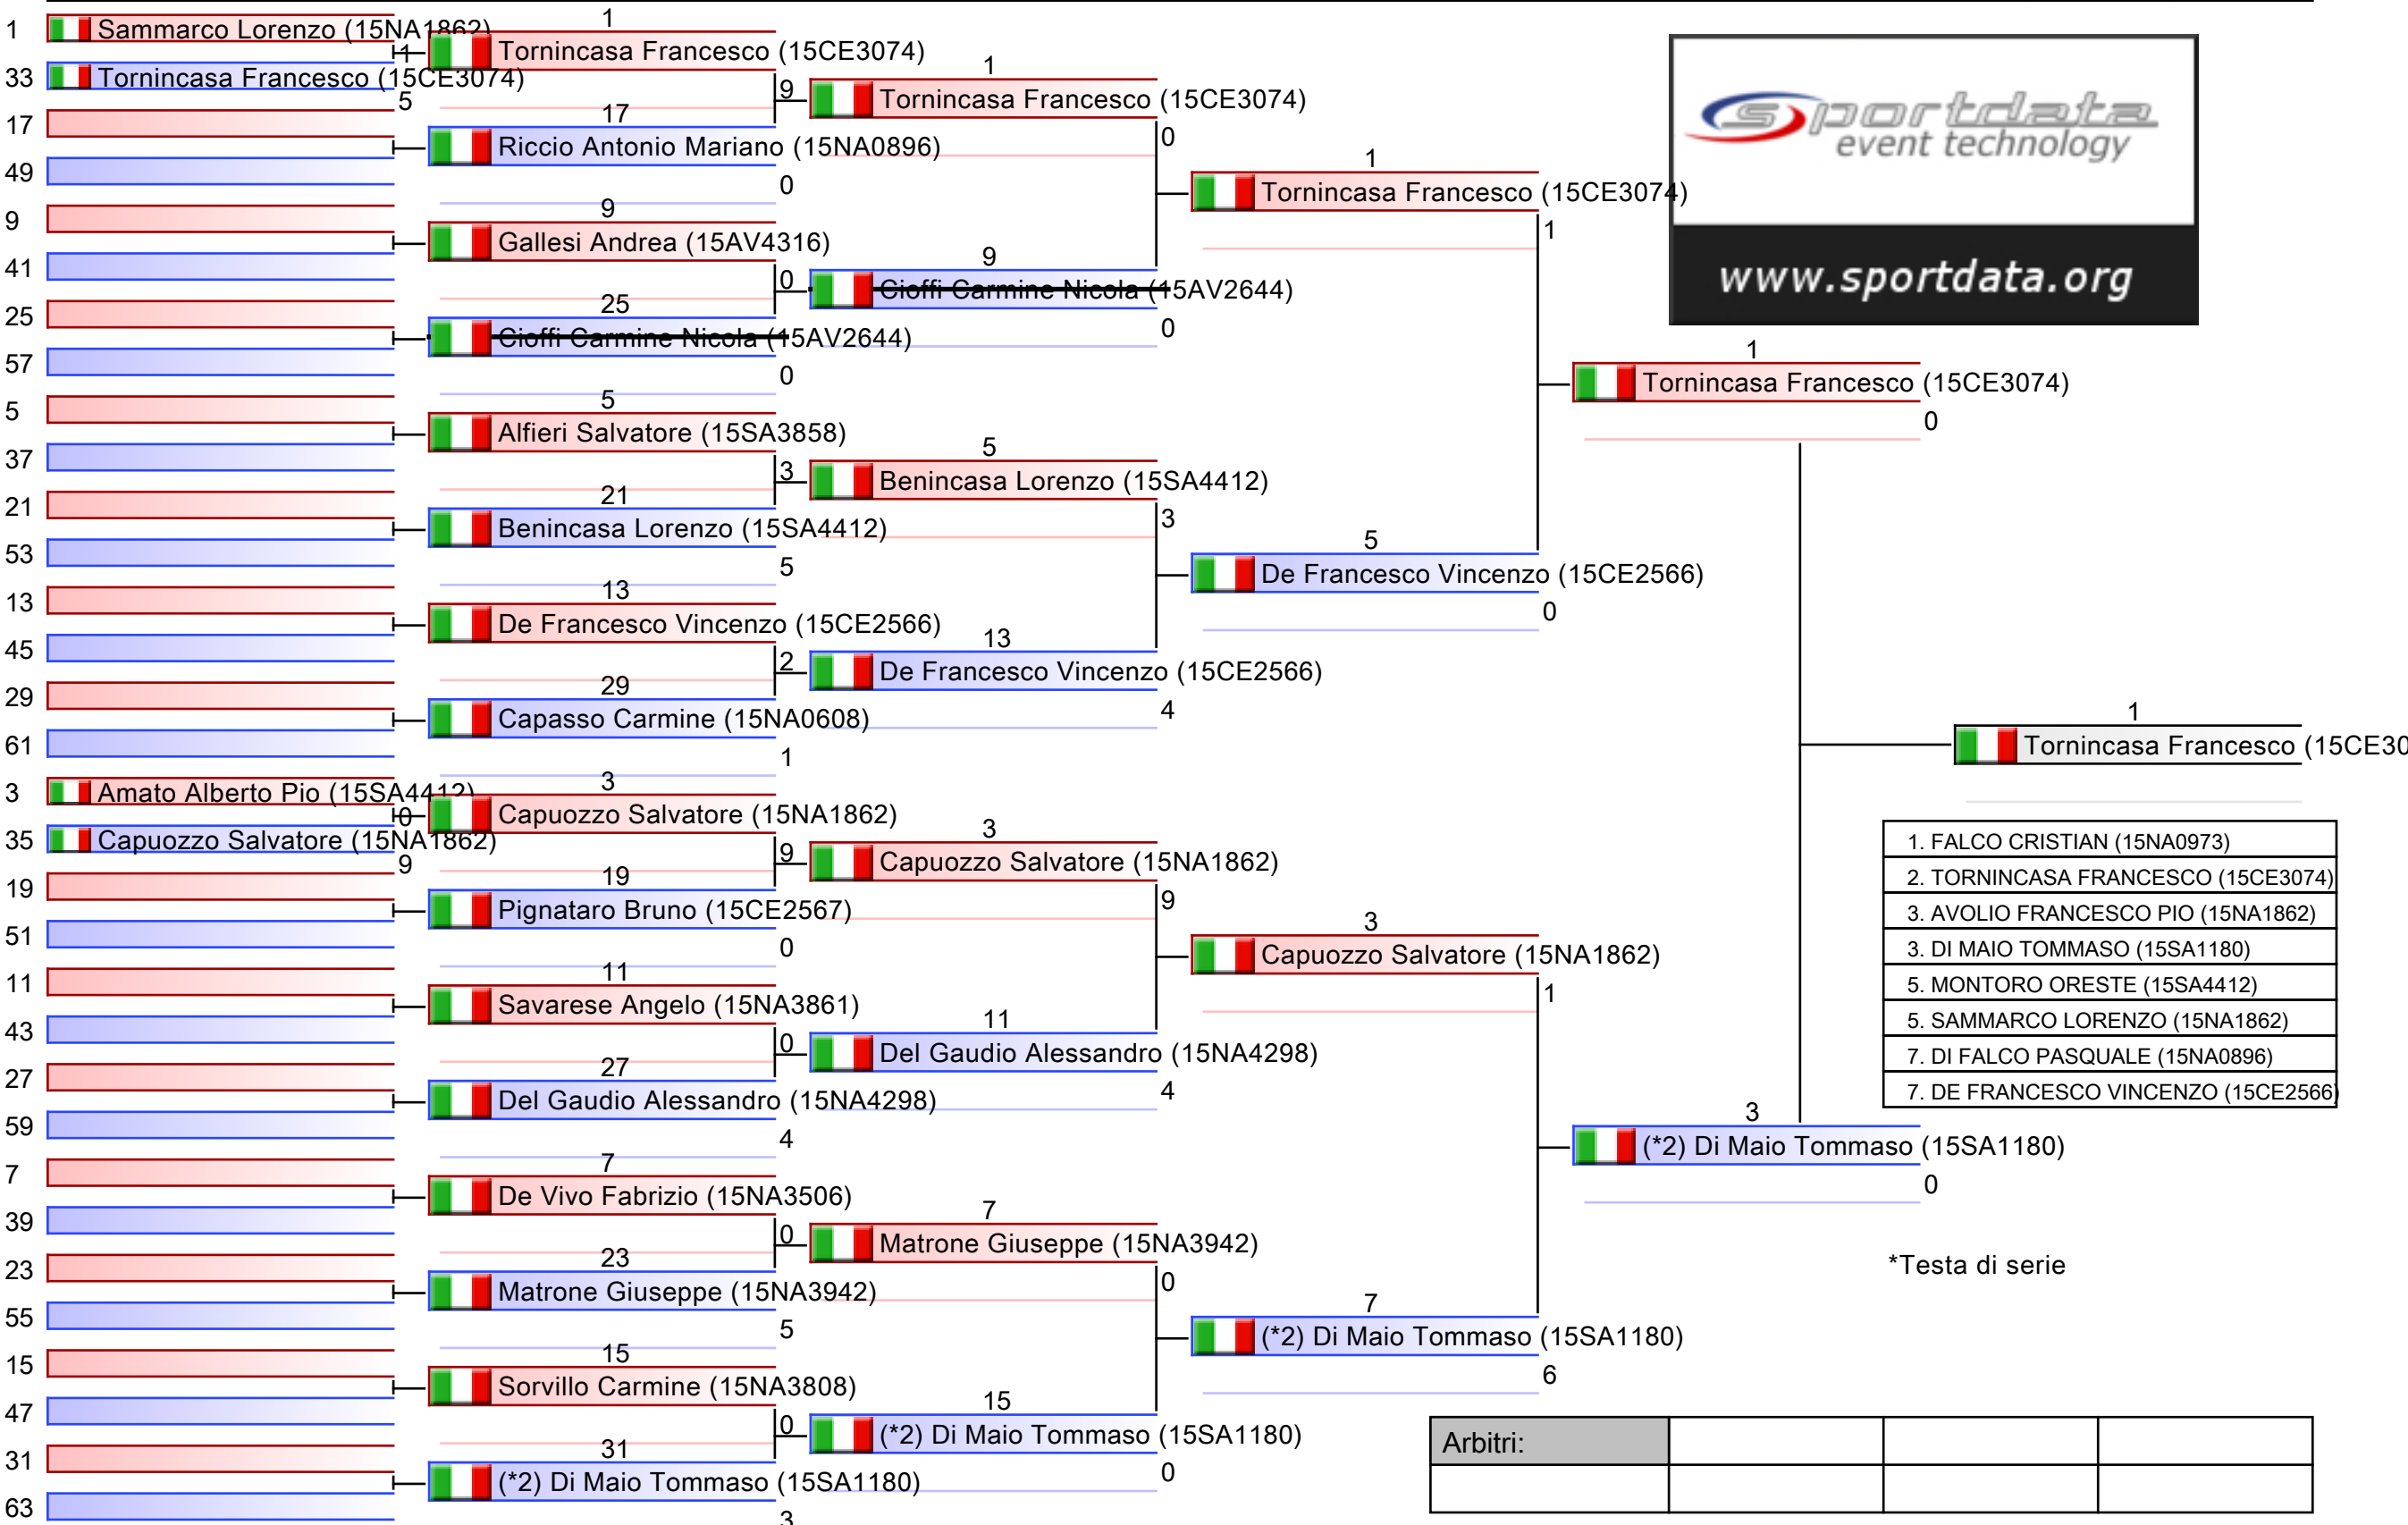 1 Sammarco Lorenzo (15NA1862)
1
33 Tornincasa Francesco (15CE3074)
5
17
49
9
41
25
57
5
37
21
53
13
45
29
61
3 Amato Alberto Pio (15SA4412)
0
35 Capuozzo Salvatore (15NA1862)
9
19
51
11
43
27
59
7
39
23
55
15
47
31
63
1
Tornincasa Francesco (15CE3074)
9
17
Riccio Antonio Mariano (15NA0896)
0
9
Gallesi Andrea (15AV4316)
0
25
Cioffi Carmine Nicola (15AV2644)
0
5
Alfieri Salvatore (15SA3858)
3
21
Benincasa Lorenzo (15SA4412)
5
13
De Francesco Vincenzo (15CE2566)
2
29
Capasso Carmine (15NA0608)
1
3
Capuozzo Salvatore (15NA1862)
9
19
Pignataro Bruno (15CE2567)
0
11
Savarese Angelo (15NA3861)
0
27
Del Gaudio Alessandro (15NA4298)
4
7
De Vivo Fabrizio (15NA3506)
0
23
Matrone Giuseppe (15NA3942)
5
15
Sorvillo Carmine (15NA3808)
0
31
(*2) Di Maio Tommaso (15SA1180)
3
1
Tornincasa Francesco (15CE3074)
0
9
Cioffi Carmine Nicola (15AV2644)
0
5
Benincasa Lorenzo (15SA4412)
3
13
De Francesco Vincenzo (15CE2566)
4
3
Capuozzo Salvatore (15NA1862)
9
11
Del Gaudio Alessandro (15NA4298)
4
7
Matrone Giuseppe (15NA3942)
0
15
(*2) Di Maio Tommaso (15SA1180)
0
1
Tornincasa Francesco (15CE3074)
1
5
De Francesco Vincenzo (15CE2566)
0
3
Capuozzo Salvatore (15NA1862)
1
7
(*2) Di Maio Tommaso (15SA1180)
6
1
Tornincasa Francesco (15CE3074)
0
3
(*2) Di Maio Tommaso (15SA1180)
0
1
Tornincasa Francesco (15CE30
sportdata
event technology
www.sportdata.org
1. FALCO CRISTIAN (15NA0973)
2. TORNINCASA FRANCESCO (15CE3074)
3. AVOLIO FRANCESCO PIO (15NA1862)
3. DI MAIO TOMMASO (15SA1180)
5. MONTORO ORESTE (15SA4412)
5. SAMMARCO LORENZO (15NA1862)
7. DI FALCO PASQUALE (15NA0896)
7. DE FRANCESCO VINCENZO (15CE2566)
*Testa di serie
Arbitri: